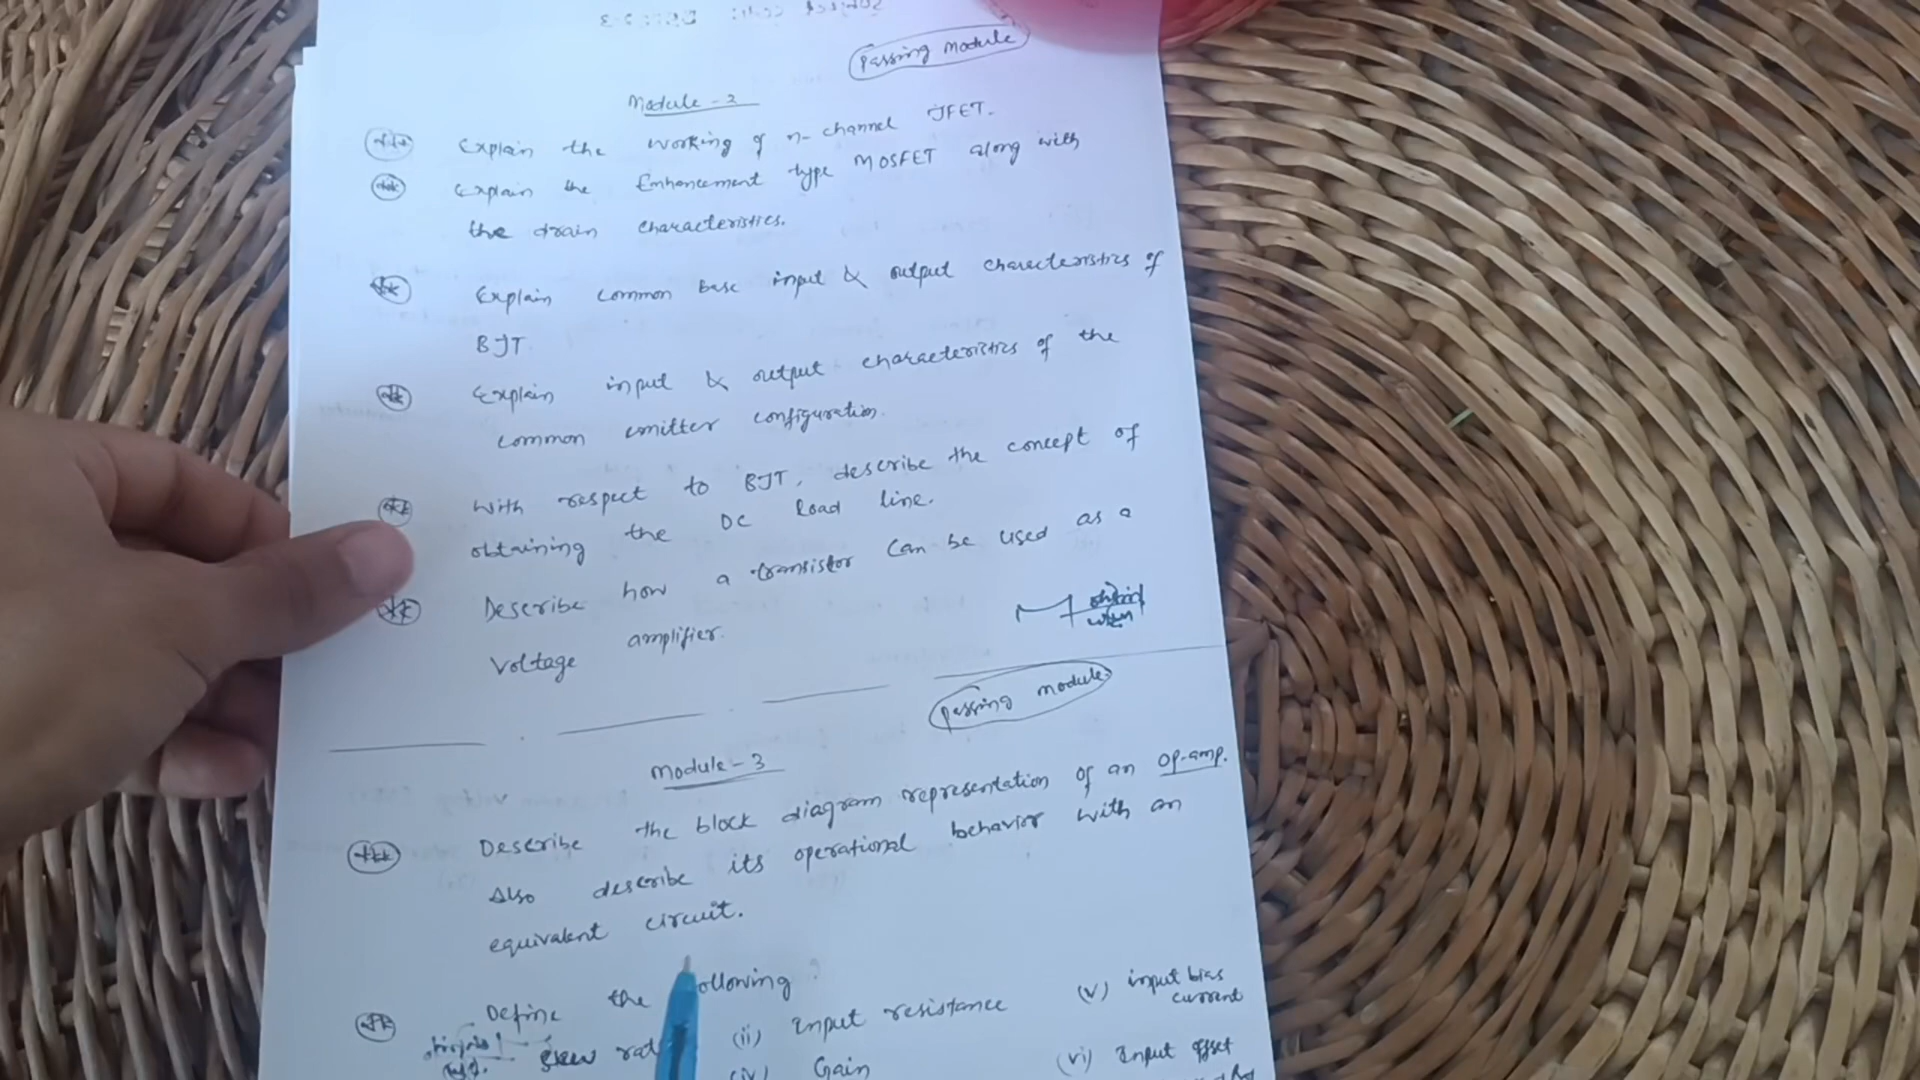 Passing module
Module - 2
*** Explain the working of n-channel JFET.
** Explain the Enhancement type MOSFET along with
the drain characteristics.
** Explain common base input & output characteristics of
BJT
** Explain input & output characteristics of the
common emitter configuration.
** With respect to BJT, describe the concept of
obtaining the DC load line.
** Describe how a transistor can be used as a
voltage amplifier.
Passing module
Module - 3
*** Describe the block diagram representation of an op-amp.
Also describe its operational behavior with an
equivalent circuit.
** Define the following
slew (ii) Input resistance (v) input bias current
(iv) Gain (vi) Input offset